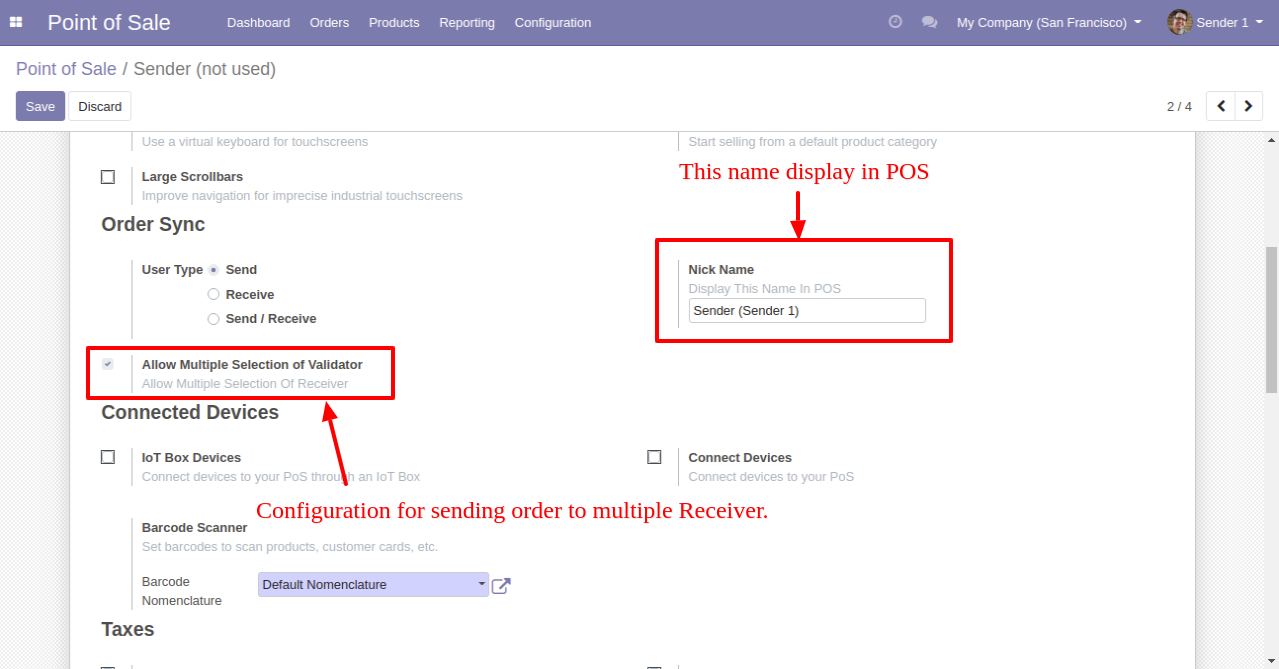 Point of Sale Dashboard Orders Products Reporting Configuration My Company (San Francisco) Sender 1
Point of Sale / Sender (not used)
Save Discard 2 / 4
Use a virtual keyboard for touchscreens
Start selling from a default product category
This name display in POS
Large Scrollbars
Improve navigation for imprecise industrial touchscreens
Order Sync
User Type Send
Receive
Send / Receive
Nick Name
Display This Name In POS
Sender (Sender 1)
Allow Multiple Selection of Validator
Allow Multiple Selection Of Receiver
Connected Devices
IoT Box Devices
Connect devices to your PoS through an IoT Box
Connect Devices
Connect devices to your PoS
Configuration for sending order to multiple Receiver.
Barcode Scanner
Set barcodes to scan products, customer cards, etc.
Barcode
Nomenclature
Default Nomenclature
Taxes